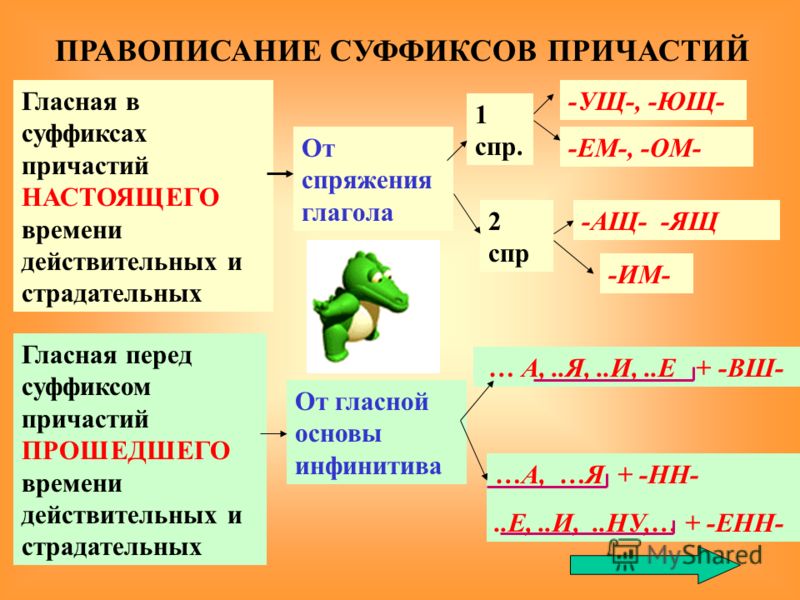 ПРАВОПИСАНИЕ СУФФИКСОВ ПРИЧАСТИЙ
Гласная в
суффиксах
причастий
НАСТОЯЩЕГО
времени
действительных и
страдательных
От
спряжения
глагола
1
спр.
-УЩ-, -ЮЩ-
-ЕМ-, -ОМ-
2
спр
-АЩ- -ЯЩ
-ИМ-
Гласная перед
суффиксом
причастий
ПРОШЕДШЕГО
времени
действительных и
страдательных
От гласной
основы
инфинитива
… А, ..Я, ..И, ..Е + -ВШ-
…А, …Я + -НН-
..Е, ..И, ..НУ,… + -ЕНН-
MyShared